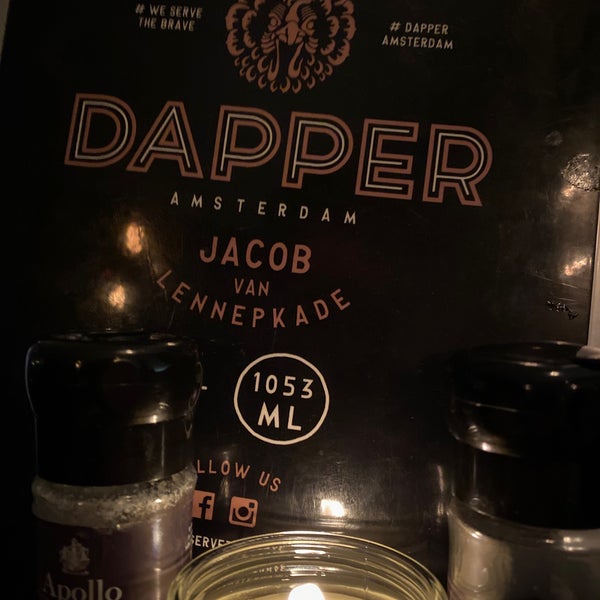 # WE SERVE
THE BRAVE
# DAPPER
AMSTERDAM
DAPPER
AMSTERDAM
JACOB
VAN
LENNEPKADE
1053
ML
LLOW US
Apollo